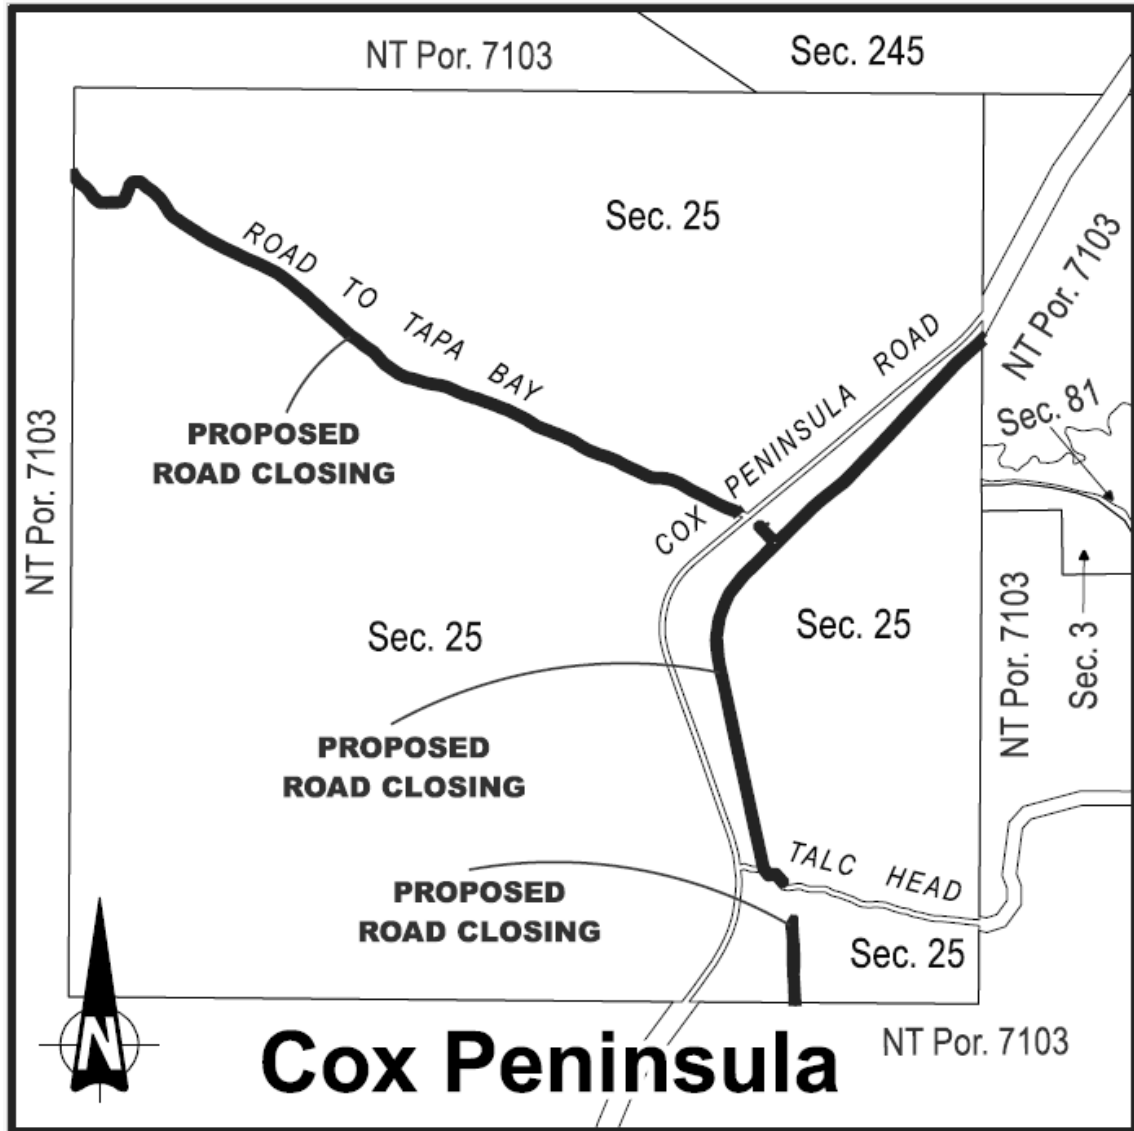 NT Por. 7103
Sec. 245
Sec. 25
ROAD TO TAPA BAY
COX PENINSULA ROAD
NT Por. 7103
Sec. 81
PROPOSED
ROAD CLOSING
NT Por. 7103
Sec. 25
Sec. 25
NT Por. 7103
Sec. 3
PROPOSED
ROAD CLOSING
TALC HEAD
PROPOSED
ROAD CLOSING
Sec. 25
N
Cox Peninsula
NT Por. 7103